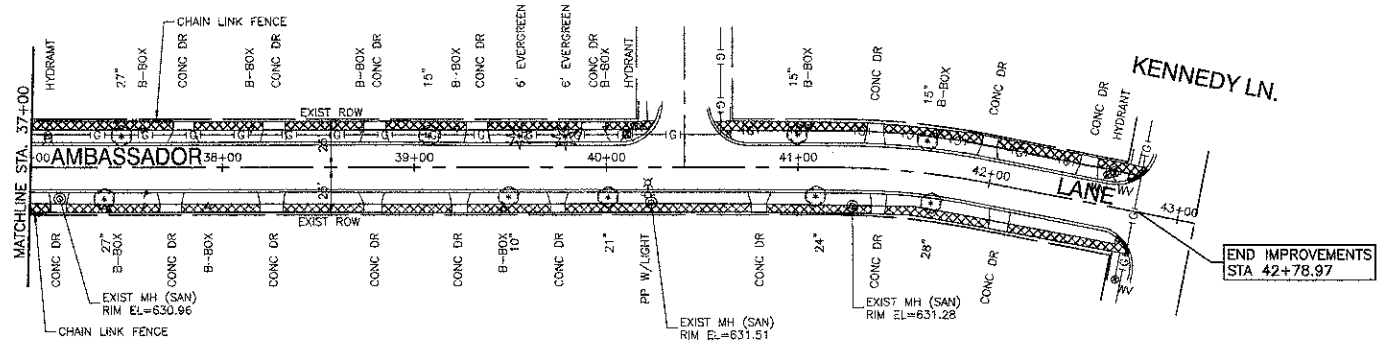 CHAIN LINK FENCE
HYDRAMT
27"
B-BOX
CONC DR
B-BOX
CONC DR
B-BOX
CONC DR
15"
B-BOX
CONC DR
6' EVERGREEN
6' EVERGREEN
CONC DR
B-BOX
HYDRANT
15"
B-BOX
CONC DR
15"
B-BOX
CONC DR
CONC DR
HYDRANT
KENNEDY LN.
MATCHLINE STA. 37+00
EXIST ROW
00
AMBASSADOR
38+00
39+00
40+00
41+00
42+00
LANE
43+00
WV
EXIST ROW
CONC DR
27"
B-BOX
CONC DR
B-BOX
CONC DR
CONC DR
CONC DR
B-BOX
10"
CONC DR
21"
PP W/LIGHT
CONC DR
24"
CONC DR
28"
CONC DR
WV
END IMPROVEMENTS
STA 42+78.97
EXIST MH (SAN)
RIM EL=630.96
CHAIN LINK FENCE
EXIST MH (SAN)
RIM EL=631.51
EXIST MH (SAN)
RIM EL=631.28